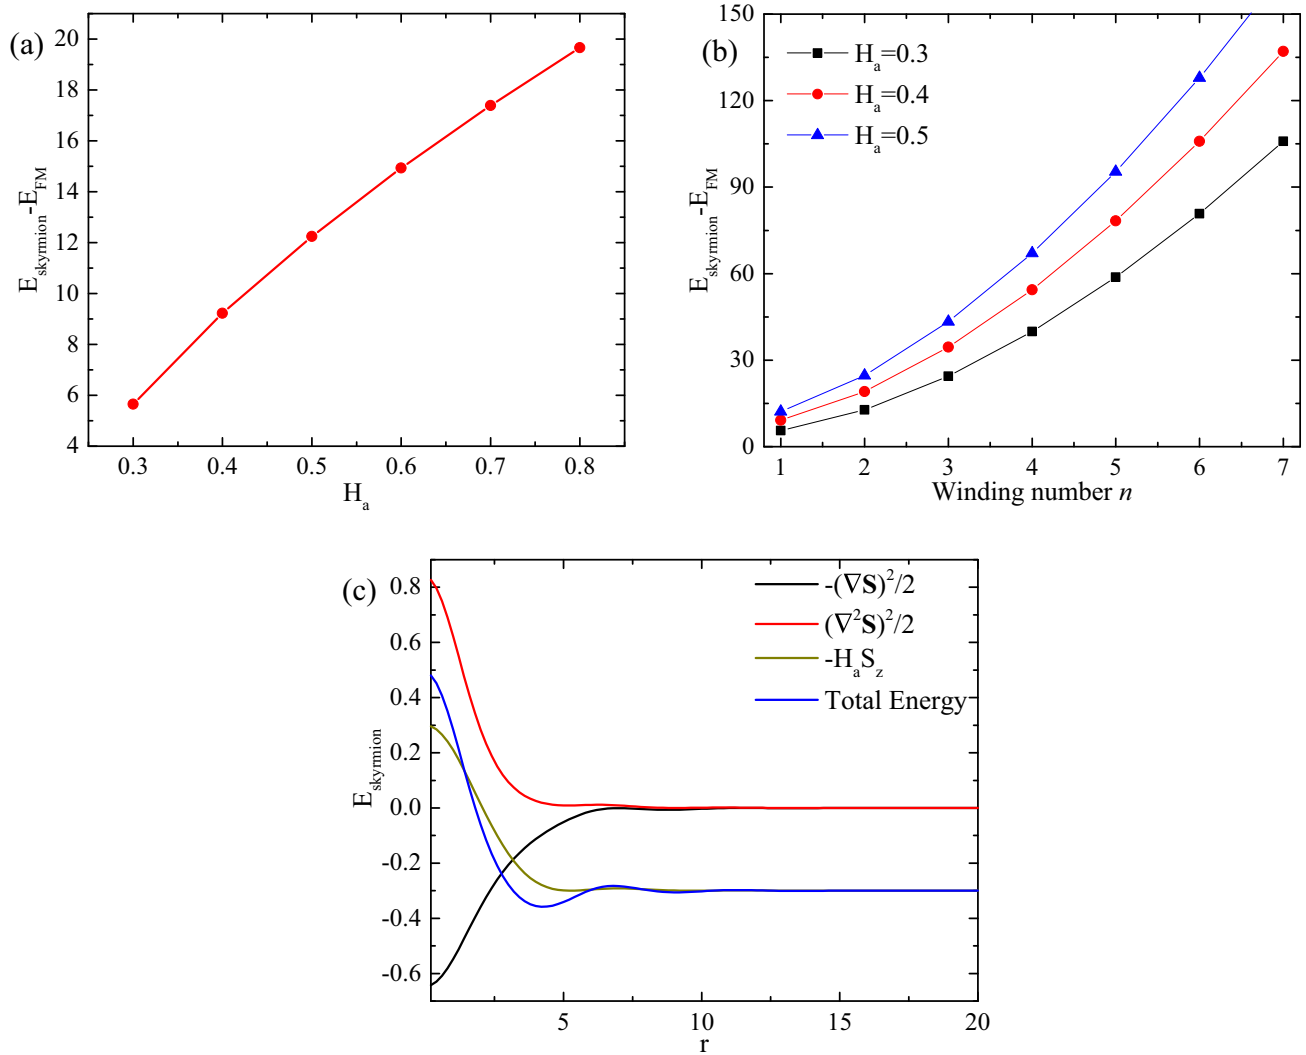 (a)
20
18
16
14
12
10
8
6
4
E_skyrmion-E_FM
0.3 0.4 0.5 0.6 0.7 0.8
H_a
(b)
150
120
90
60
30
0
E_skyrmion-E_FM
H_a=0.3
H_a=0.4
H_a=0.5
1 2 3 4 5 6 7
Winding number n
(c)
0.8
0.6
0.4
0.2
0.0
-0.2
-0.4
-0.6
E_skyrmion
-(∇S)²/2
(∇²S)²/2
-H_aS_z
Total Energy
5 10 15 20
r